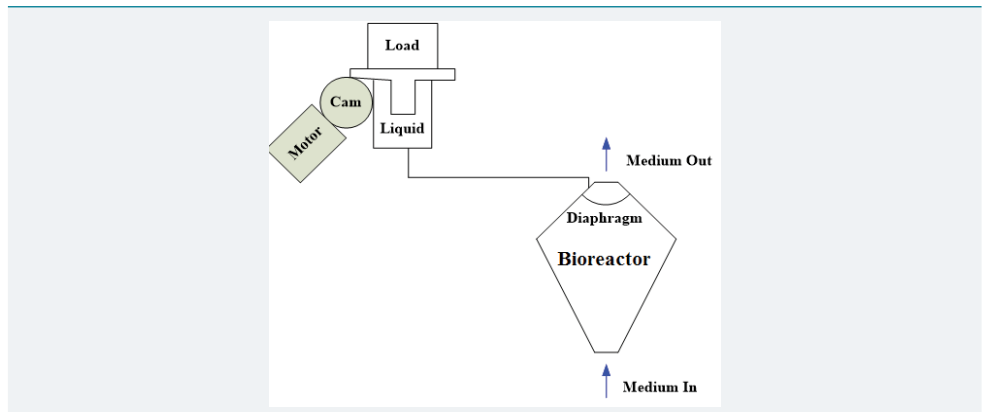 Load
Cam
Liquid
Motor
Medium Out
Diaphragm
Bioreactor
Medium In